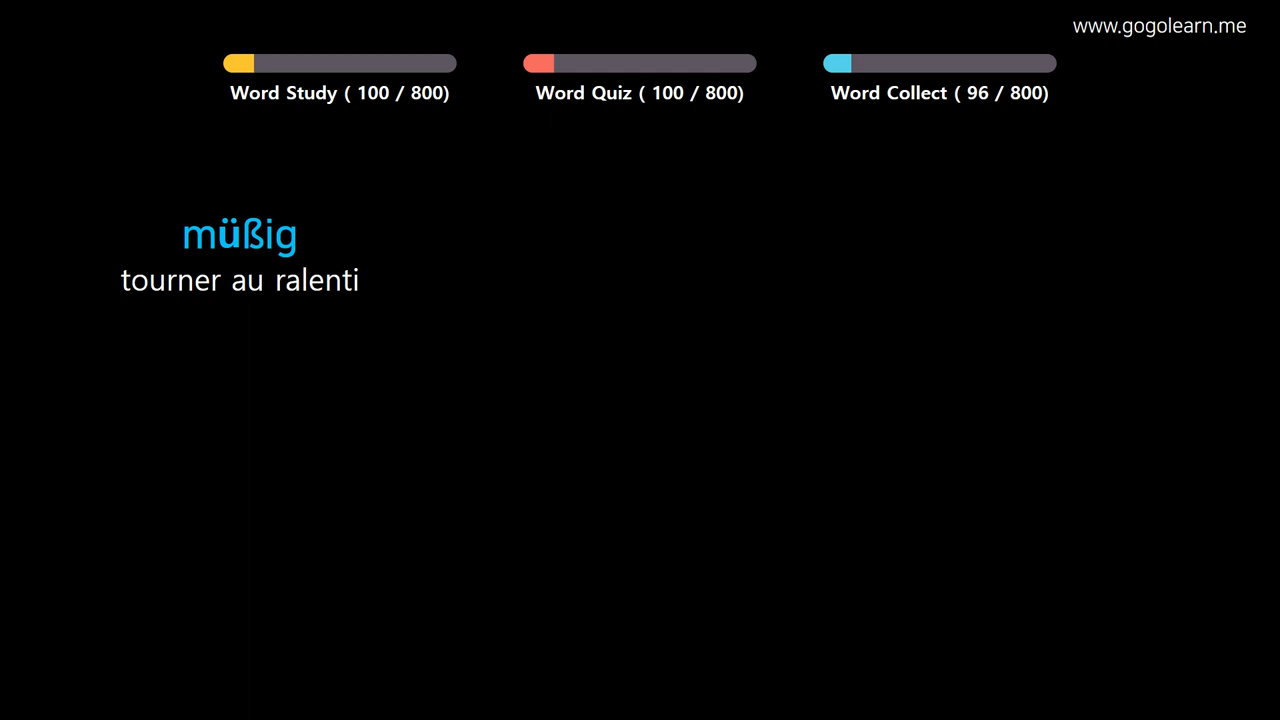 www.gogolearn.me
Word Study ( 100 / 800)
Word Quiz ( 100 / 800)
Word Collect ( 96 / 800)
müßig
tourner au ralenti